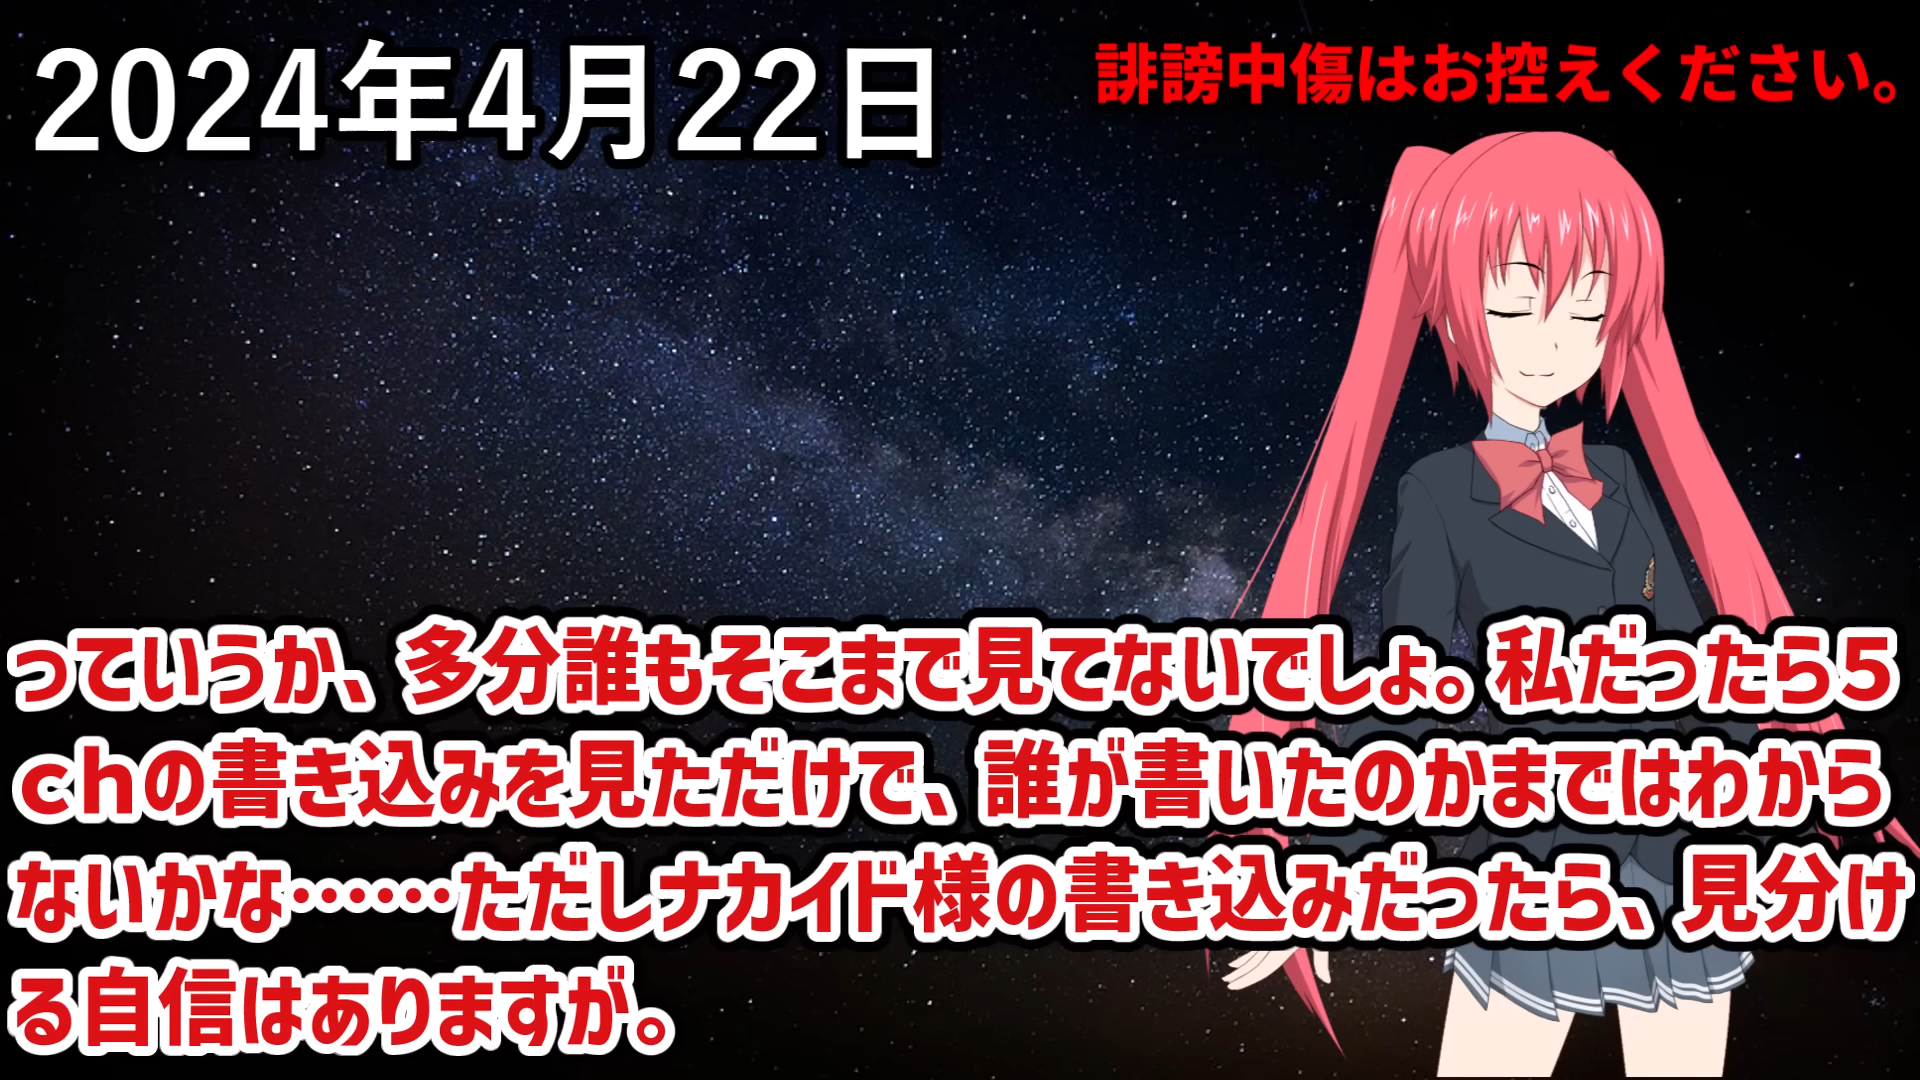 2024年4月22日
誹謗中傷はお控えください。
っていうか、多分誰もそこまで見てないでしょ。私だったら５
ｃｈの書き込みを見ただけで、誰が書いたのかまではわから
ないかな……ただしナカイド様の書き込みだったら、見分け
る自信はありますが。